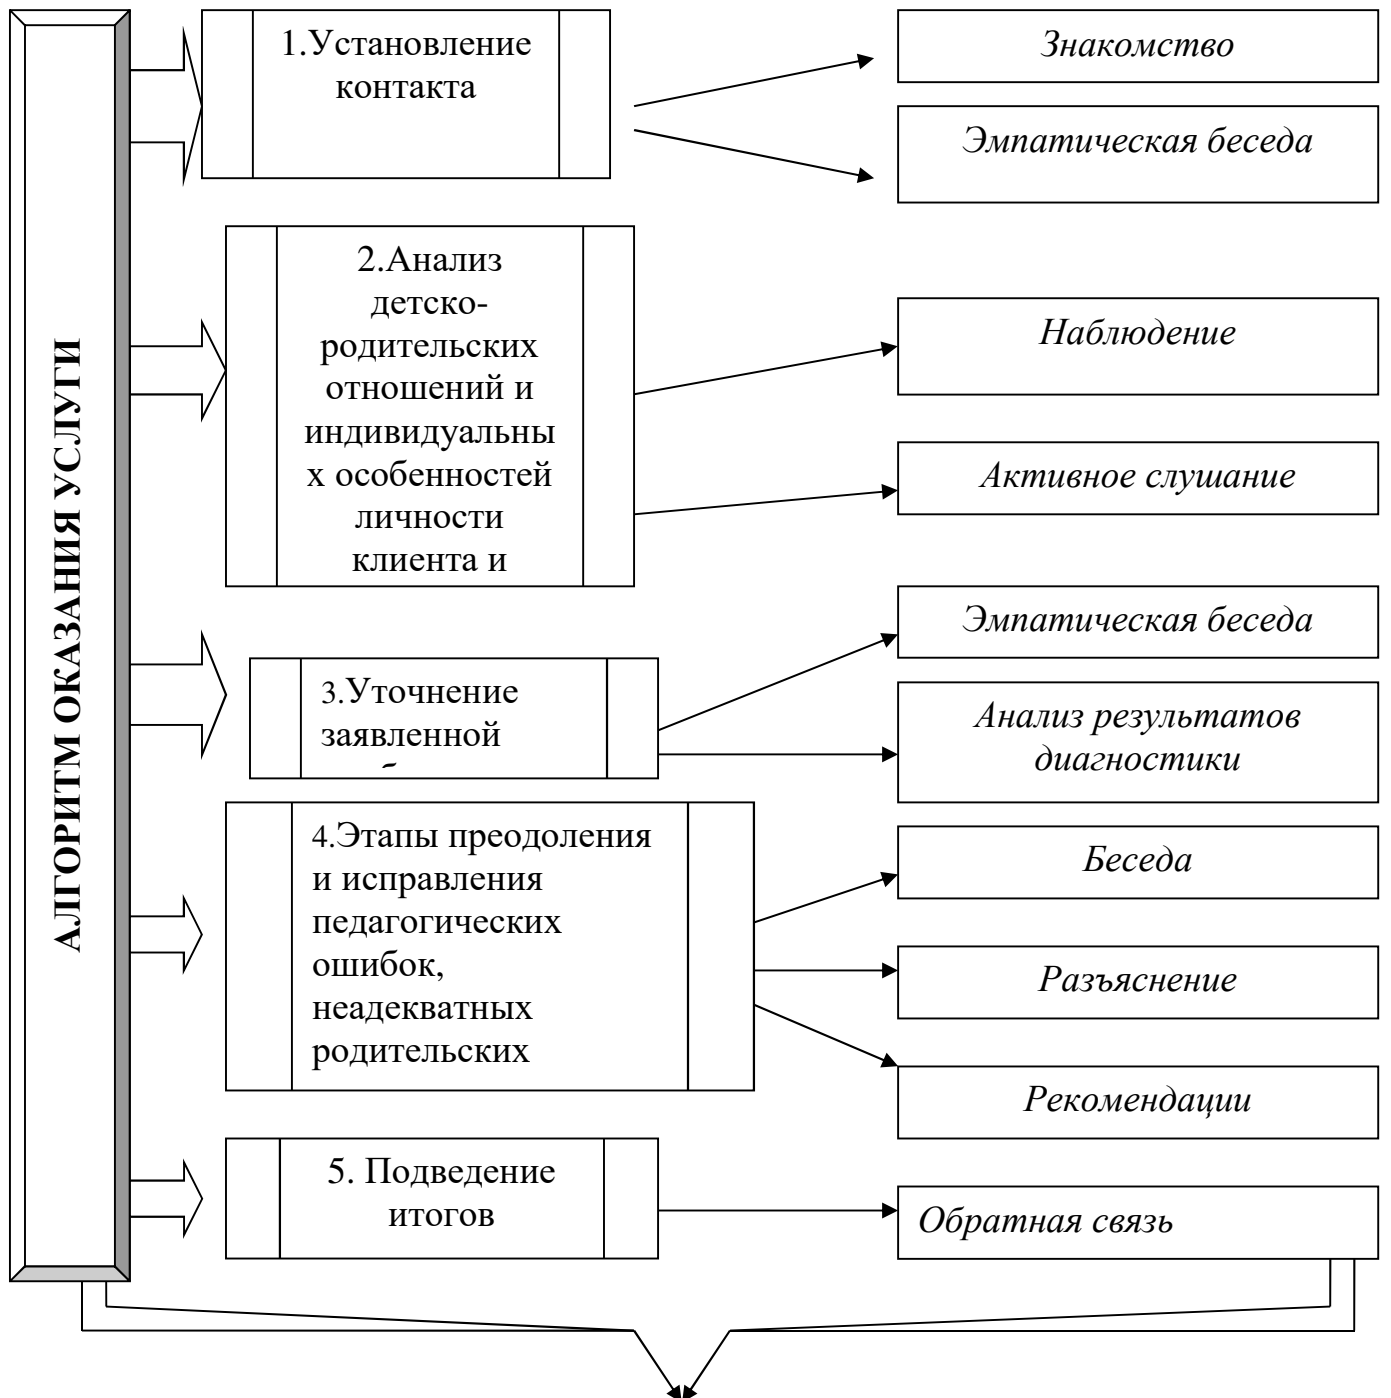 АЛГОРИТМ ОКАЗАНИЯ УСЛУГИ
1.Установление
контакта
Знакомство
Эмпатическая беседа
2.Анализ
детско-
родительских
отношений и
индивидуальны
х особенностей
личности
клиента и
Наблюдение
Активное слушание
3.Уточнение
заявленной
Эмпатическая беседа
Анализ результатов
диагностики
4.Этапы преодоления
и исправления
педагогических
ошибок,
неадекватных
родительских
Беседа
Разъяснение
Рекомендации
5. Подведение
итогов
Обратная связь